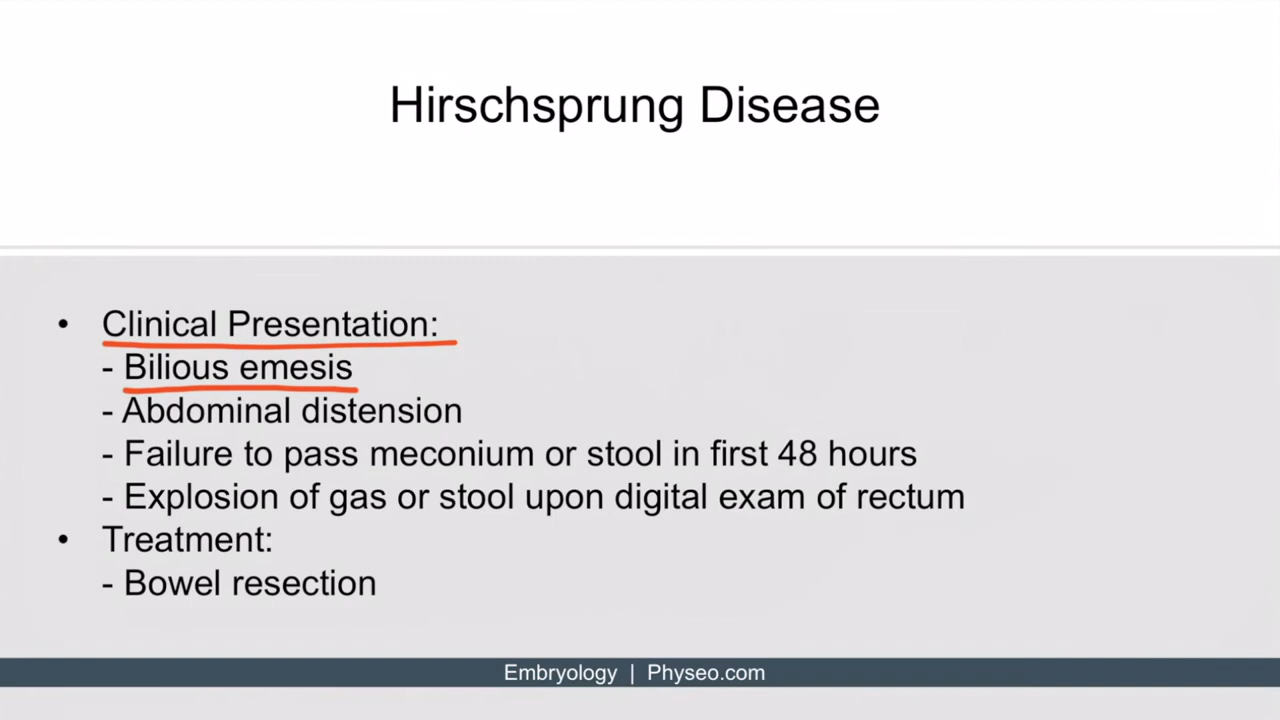 Hirschsprung Disease
• Clinical Presentation:
- Bilious emesis
- Abdominal distension
- Failure to pass meconium or stool in first 48 hours
- Explosion of gas or stool upon digital exam of rectum
• Treatment:
- Bowel resection
Embryology | Physeo.com